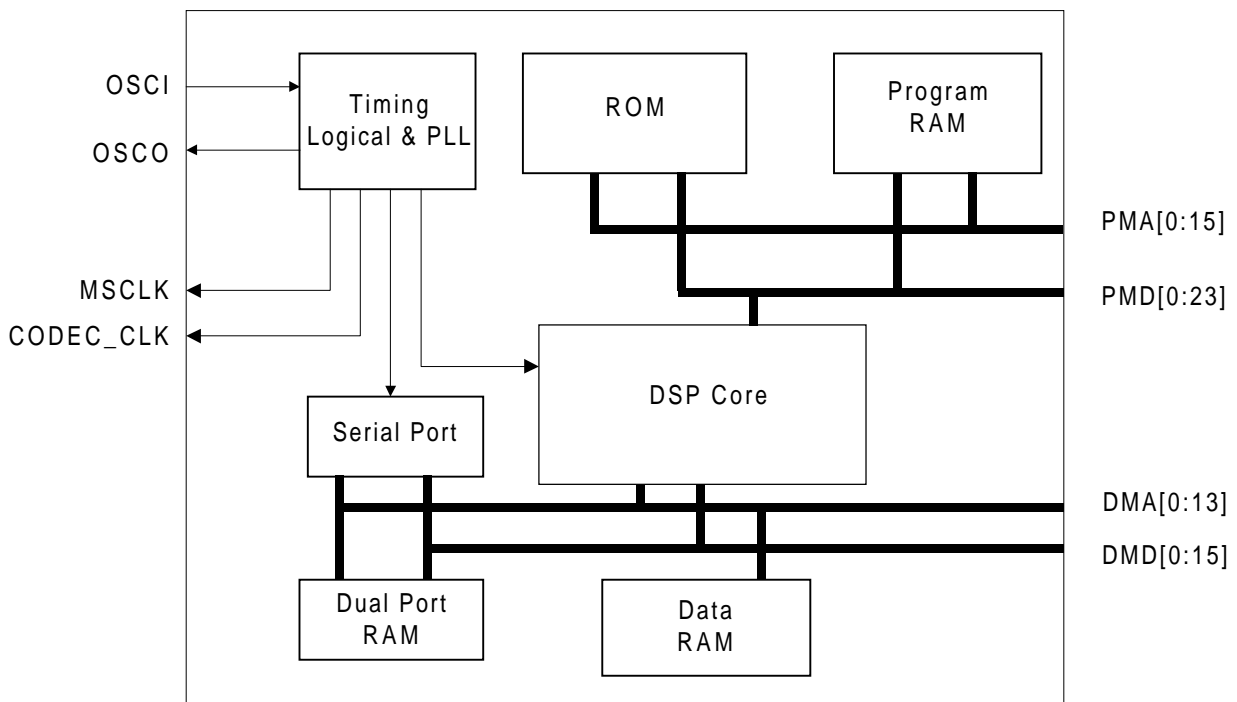 OSCI
OSCO
MSCLK
CODEC_CLK
Timing
Logical & PLL
ROM
Program
RAM
PMA[0:15]
PMD[0:23]
DSP Core
Serial Port
DMA[0:13]
DMD[0:15]
Dual Port
RAM
Data
RAM